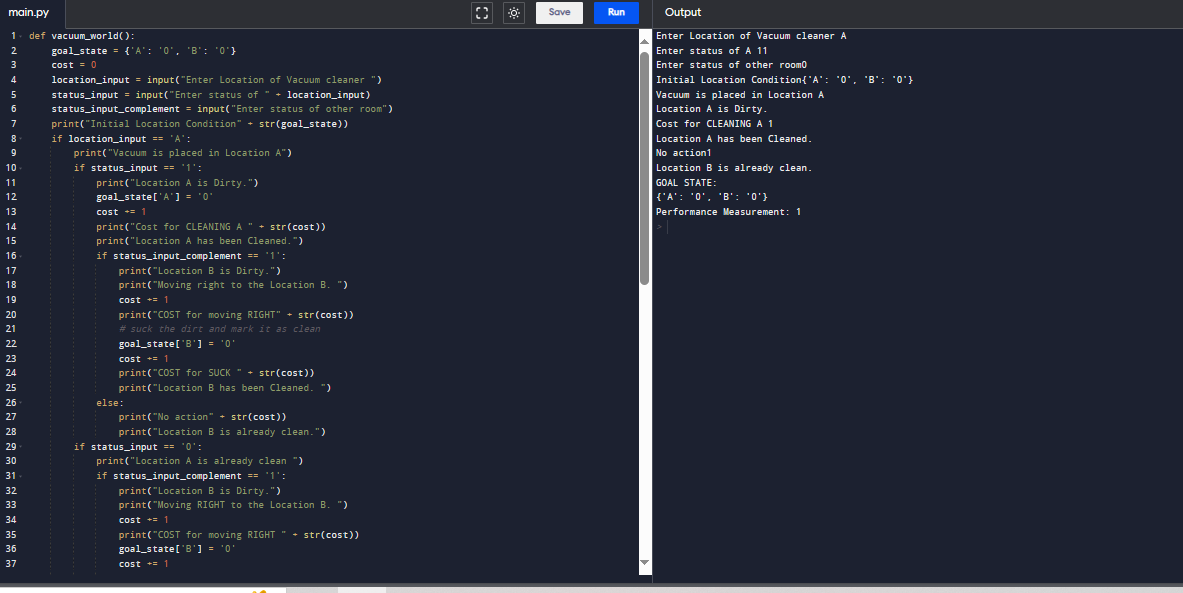 main.py
Save
Run
Output
1 def vacuum_world():
2 goal_state = {'A': '0', 'B': '0'}
3 cost = 0
4 location_input = input("Enter Location of Vacuum cleaner ")
5 status_input = input("Enter status of " + location_input)
6 status_input_complement = input("Enter status of other room")
7 print("Initial Location Condition" + str(goal_state))
8 if location_input == 'A':
9 print("Vacuum is placed in Location A")
10 if status_input == '1':
11 print("Location A is Dirty.")
12 goal_state['A'] = '0'
13 cost += 1
14 print("Cost for CLEANING A " + str(cost))
15 print("Location A has been Cleaned.")
16 if status_input_complement == '1':
17 print("Location B is Dirty.")
18 print("Moving right to the Location B. ")
19 cost += 1
20 print("COST for moving RIGHT" + str(cost))
21 # suck the dirt and mark it as clean
22 goal_state['B'] = '0'
23 cost += 1
24 print("COST for SUCK " + str(cost))
25 print("Location B has been Cleaned. ")
26 else:
27 print("No action" + str(cost))
28 print("Location B is already clean.")
29 if status_input == '0':
30 print("Location A is already clean ")
31 if status_input_complement == '1':
32 print("Location B is Dirty.")
33 print("Moving RIGHT to the Location B. ")
34 cost += 1
35 print("COST for moving RIGHT " + str(cost))
36 goal_state['B'] = '0'
37 cost += 1
Enter Location of Vacuum cleaner A
Enter status of A 11
Enter status of other room0
Initial Location Condition{'A': '0', 'B': '0'}
Vacuum is placed in Location A
Location A is Dirty.
Cost for CLEANING A 1
Location A has been Cleaned.
No action1
Location B is already clean.
GOAL STATE:
{'A': '0', 'B': '0'}
Performance Measurement: 1
>